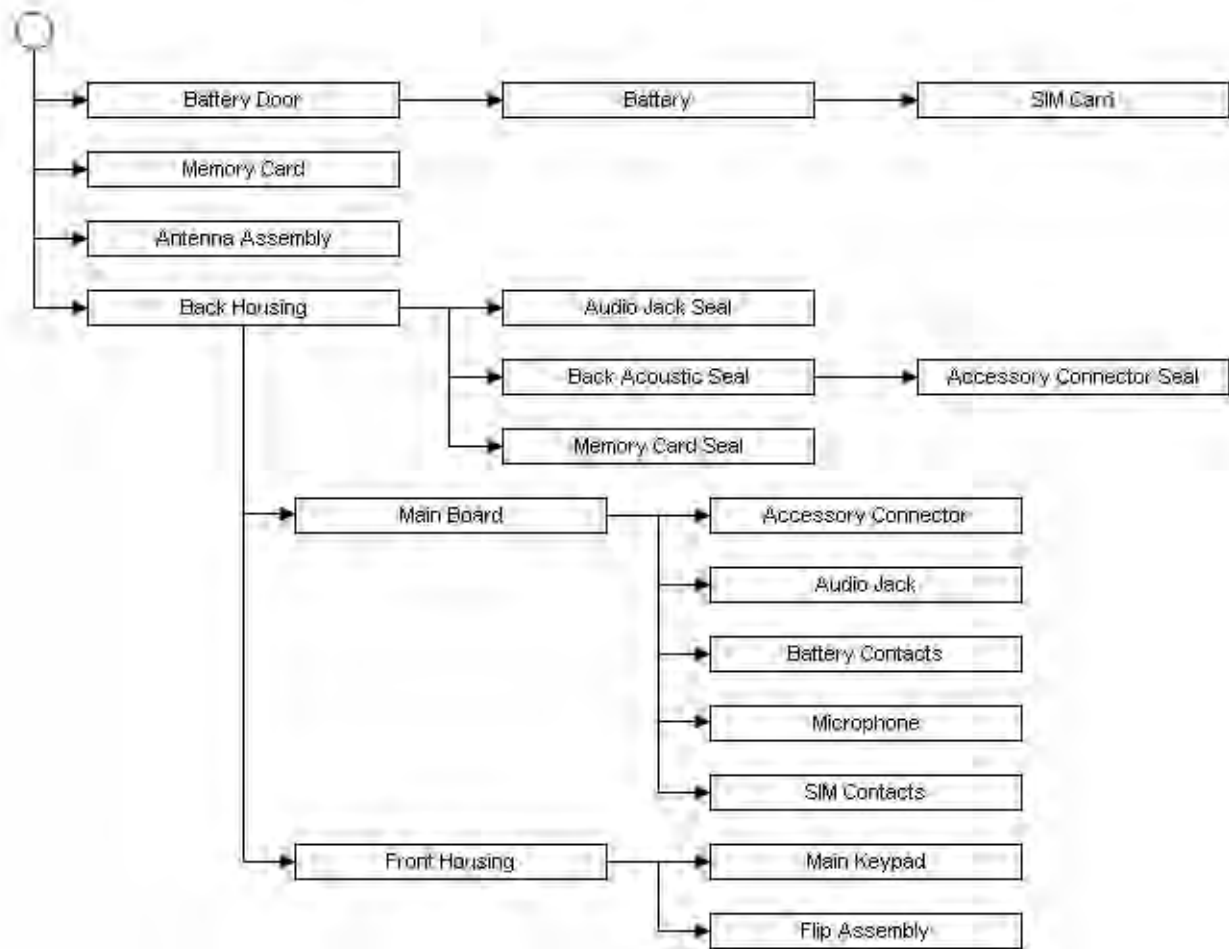 Battery Door
Battery
SIM Card
Memory Card
Antenna Assembly
Back Housing
Audio Jack Seal
Back Acoustic Seal
Accessory Connector Seal
Memory Card Seal
Main Board
Accessory Connector
Audio Jack
Battery Contacts
Microphone
SIM Contacts
Front Housing
Main Keypad
Flip Assembly